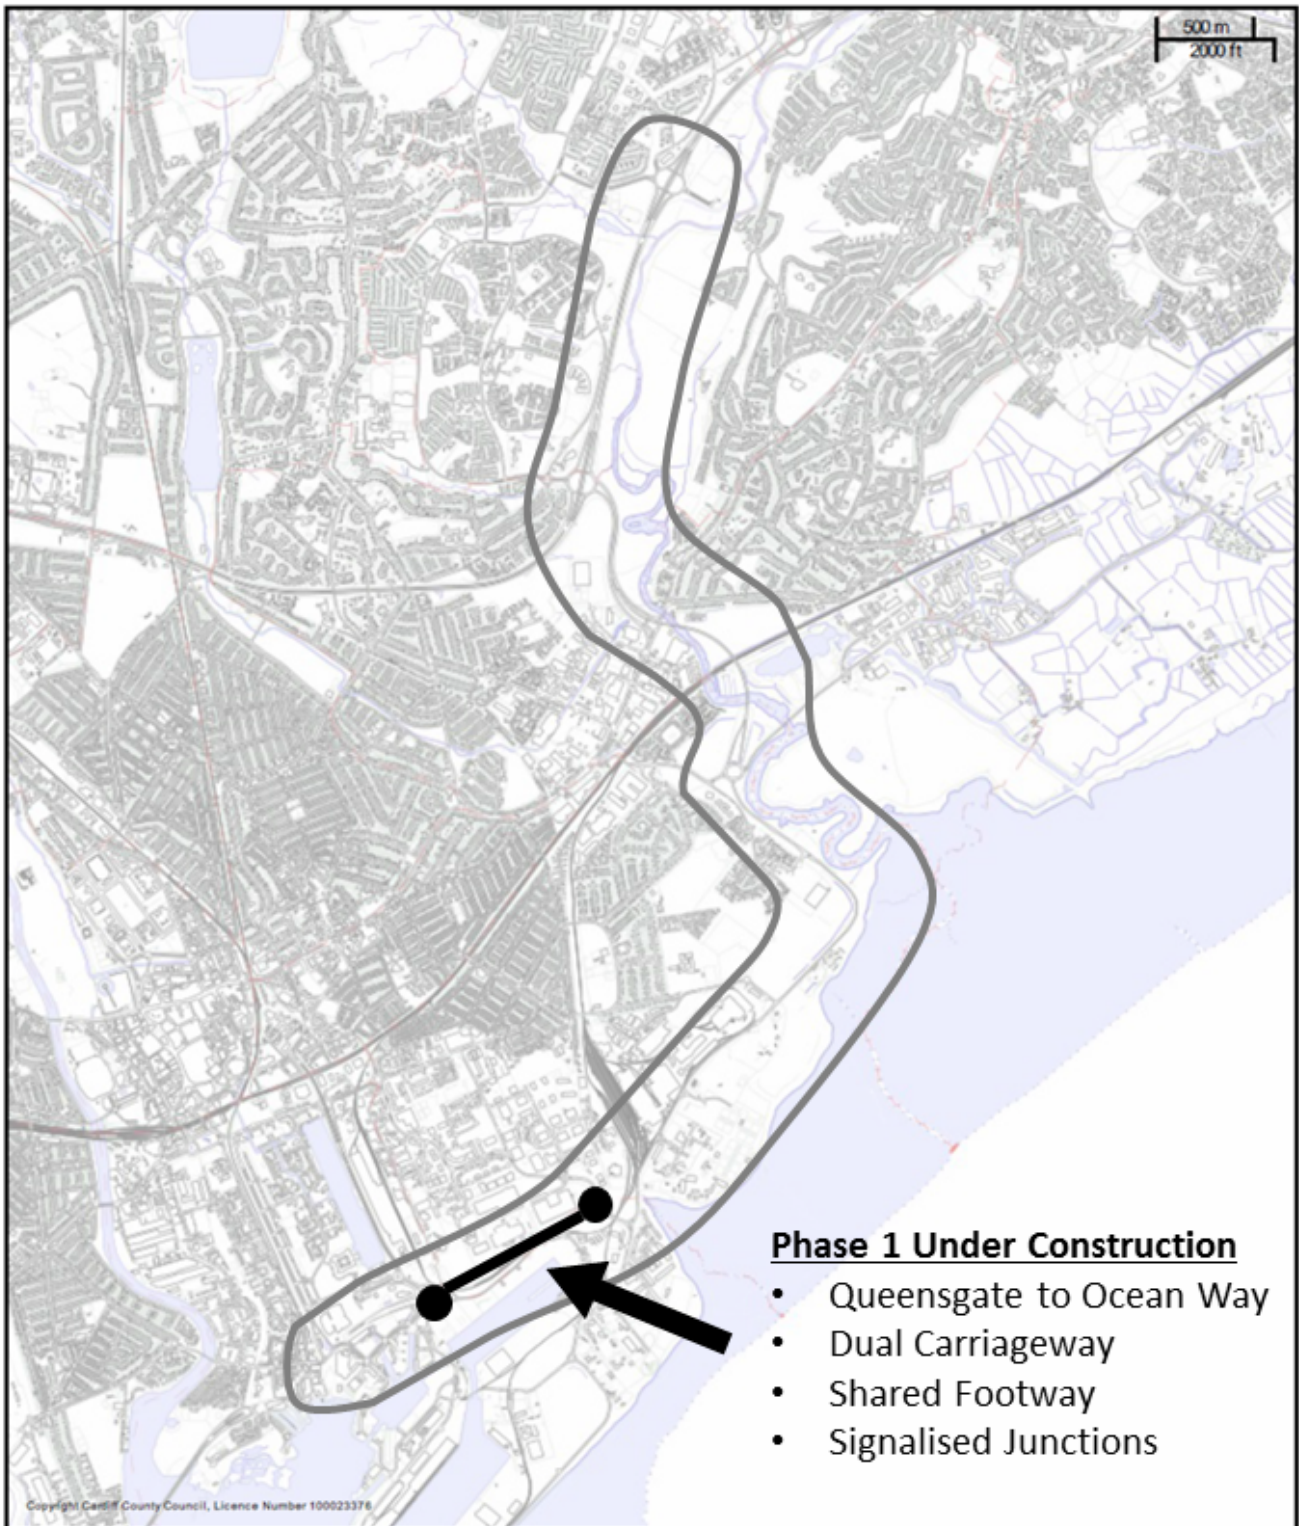 500 m
2000 ft
Phase 1 Under Construction
• Queensgate to Ocean Way
• Dual Carriageway
• Shared Footway
• Signalised Junctions
Copyright Cardiff County Council, Licence Number 100023376